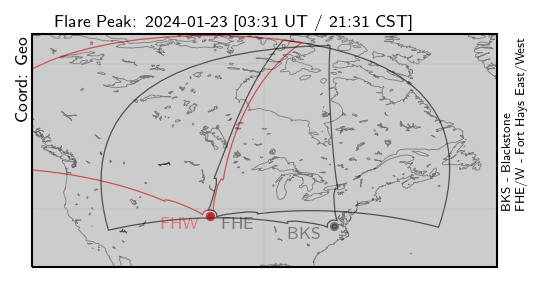 Flare Peak: 2024-01-23 [03:31 UT / 21:31 CST]
Coord: Geo
FHW
FHE
BKS
BKS - Blackstone
FHE/W - Fort Hays East/West